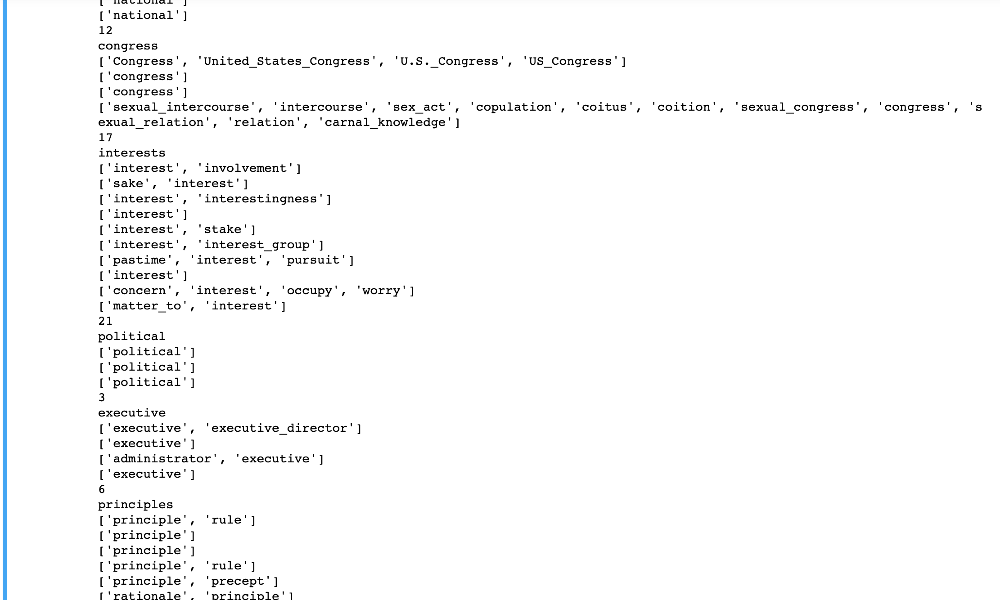 ['national']
['national']
12
congress
['Congress', 'United_States_Congress', 'U.S._Congress', 'US_Congress']
['congress']
['congress']
['sexual_intercourse', 'intercourse', 'sex_act', 'copulation', 'coitus', 'coition', 'sexual_congress', 'congress', 's
exual_relation', 'relation', 'carnal_knowledge']
17
interests
['interest', 'involvement']
['sake', 'interest']
['interest', 'interestingness']
['interest']
['interest', 'stake']
['interest', 'interest_group']
['pastime', 'interest', 'pursuit']
['interest']
['concern', 'interest', 'occupy', 'worry']
['matter_to', 'interest']
21
political
['political']
['political']
['political']
3
executive
['executive', 'executive_director']
['executive']
['administrator', 'executive']
['executive']
6
principles
['principle', 'rule']
['principle']
['principle']
['principle', 'rule']
['principle', 'precept']
['rationale', 'principle']